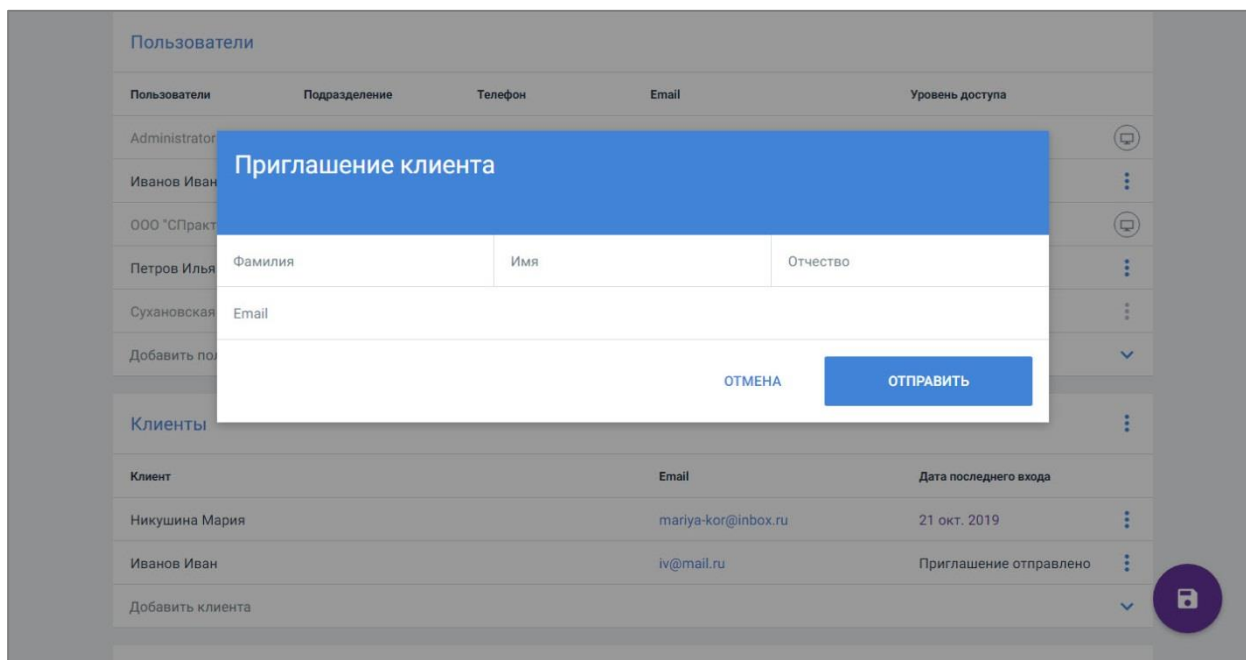 Пользователи
Пользователи Подразделение Телефон Email Уровень доступа
Administrator
Приглашение клиента
Иванов Иван
ООО "СПракт
Фамилия Имя Отчество
Петров Илья
Сухановская
Email
Добавить пол
ОТМЕНА ОТПРАВИТЬ
Клиенты
Клиент Email Дата последнего входа
Никушина Мария mariya-kor@inbox.ru 21 окт. 2019
Иванов Иван iv@mail.ru Приглашение отправлено
Добавить клиента